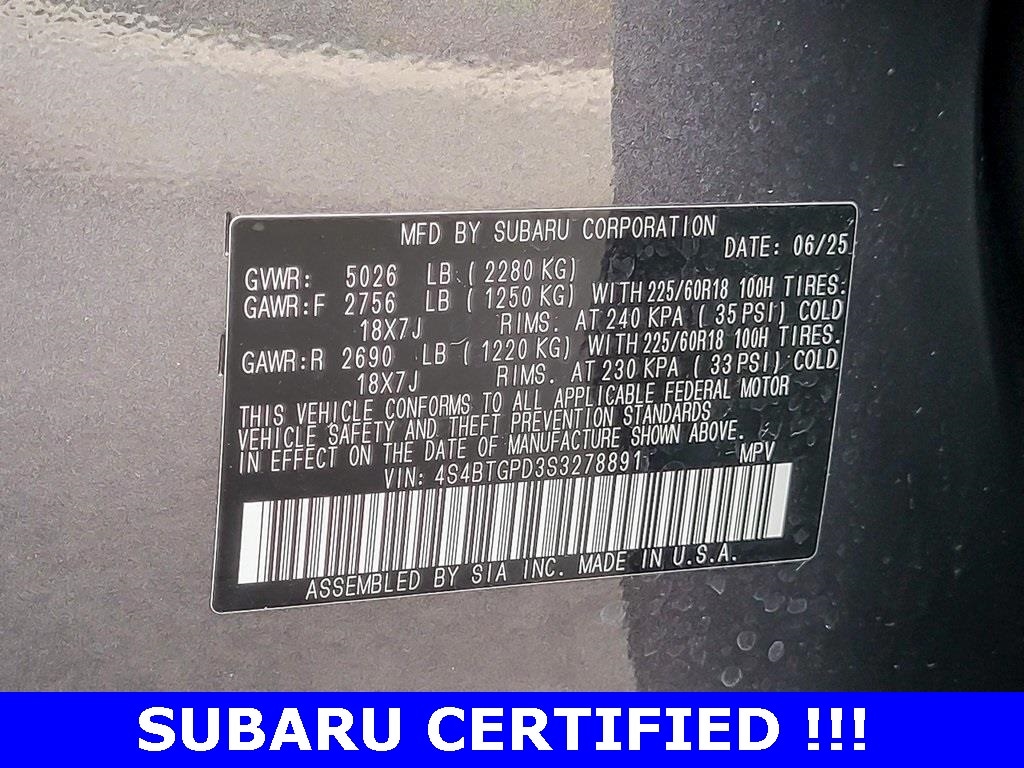 MFD BY SUBARU CORPORATION
DATE: 06/25
GVWR: 5026 LB ( 2280 KG)
GAWR:F 2756 LB ( 1250 KG) WITH 225/60R18 100H TIRES:
18X7J RIMS. AT 240 KPA ( 35 PSI) COLD
GAWR:R 2690 LB ( 1220 KG) WITH 225/60R18 100H TIRES.
18X7J RIMS. AT 230 KPA ( 33 PSI) COLD
THIS VEHICLE CONFORMS TO ALL APPLICABLE FEDERAL MOTOR
VEHICLE SAFETY AND THEFT PREVENTION STANDARDS
IN EFFECT ON THE DATE OF MANUFACTURE SHOWN ABOVE.
VIN: 4S4BTGPD3S3278891 MPV
ASSEMBLED BY SIA INC. MADE IN U.S.A.
SUBARU CERTIFIED !!!